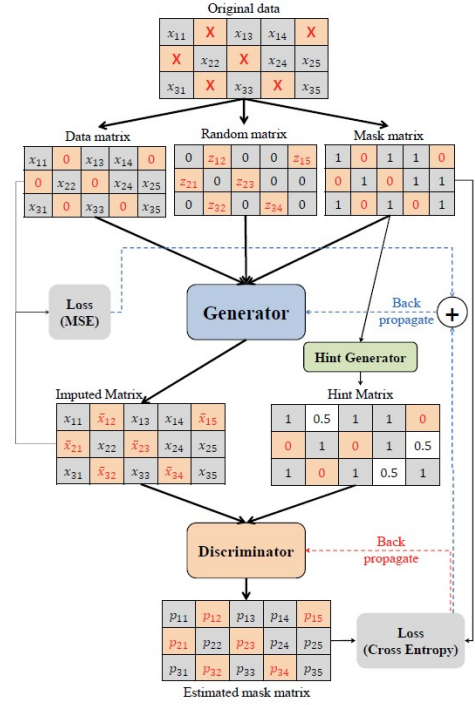 Original data
x₁₁ X x₁₃ x₁₄ X
X x₂₂ x₂₄ x₂₅
x₃₁ X x₃₃ X x₃₅
Data matrix Random matrix Mask matrix
x₁₁ 0 x₁₃ x₁₄ 0
0 x₂₂ 0 x₂₄ x₂₅
x₃₁ 0 x₃₃ 0 x₃₅
0 z₁₂ 0 0 z₁₅
z₂₁ 0 z₂₃ 0 0
0 z₃₂ 0 z₃₄ 0
1 0 1 1 0
0 1 0 1 1
1 0 1 0 1
Loss
(MSE)
Generator
Back
propagate
+
Hint Generator
Imputed Matrix
x₁₁ x̄₁₂ x₁₃ x₁₄ x̄₁₅
x̄₂₁ x₂₂ x̄₂₃ x₂₄ x₂₅
x₃₁ x̄₃₂ x₃₃ x̄₃₄ x₃₅
Hint Matrix
1 0.5 1 1 0
0 1 0 1 0.5
1 0 1 0.5 1
Discriminator
Back
propagate
p₁₁ p₁₂ p₁₃ p₁₄ p₁₅
p₂₁ p₂₂ p₂₃ p₂₄ p₂₅
p₃₁ p₃₂ p₃₃ p₃₄ p₃₅
Estimated mask matrix
Loss
(Cross Entropy)